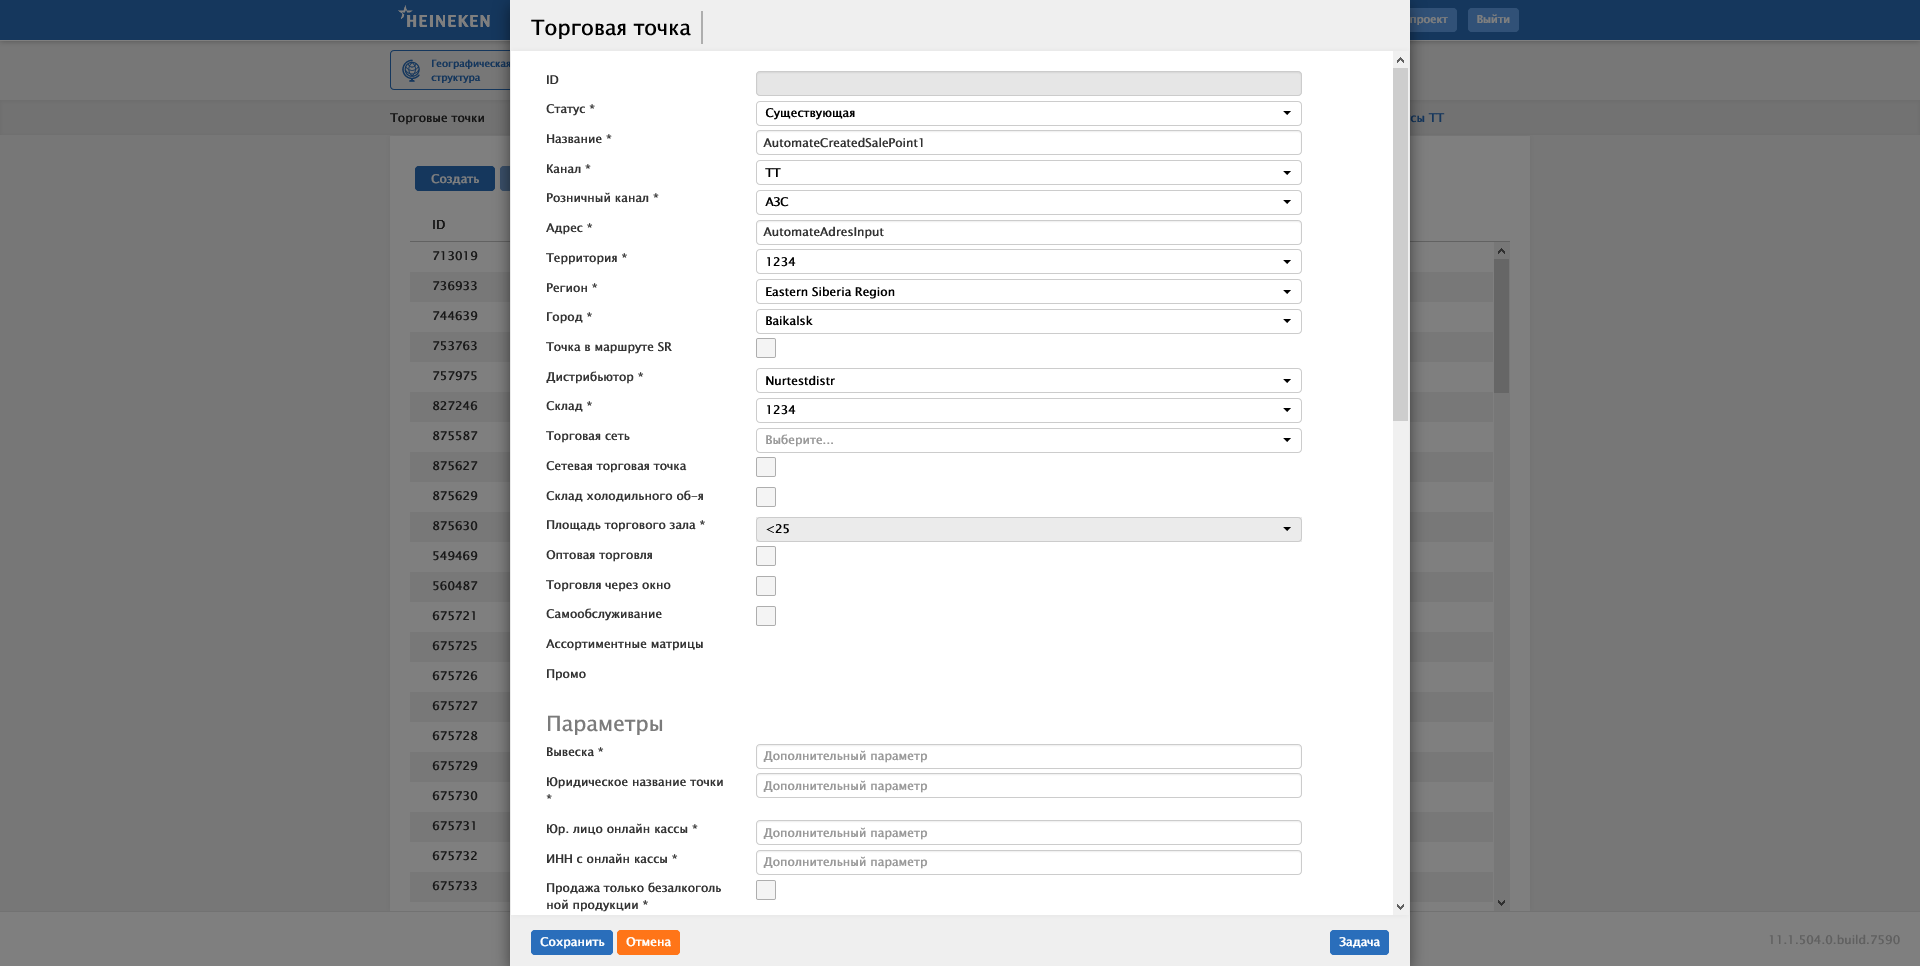 HEINEKEN
проект
Выйти
Торговая точка
Географическая
структура
Торговые точки
сы ТТ
Создать
ID
713019
736933
744639
753763
757975
827246
875587
875627
875629
875630
549469
560487
675721
675725
675726
675727
675728
675729
675730
675731
675732
675733
ID
Статус *
Существующая
Название *
AutomateCreatedSalePoint1
Канал *
ТТ
Розничный канал *
АЗС
Адрес *
AutomateAdresInput
Территория *
1234
Регион *
Eastern Siberia Region
Город *
Baikalsk
Точка в маршруте SR
Дистрибьютор *
Nurtestdistr
Склад *
1234
Торговая сеть
Выберите...
Сетевая торговая точка
Склад холодильного об-я
Площадь торгового зала *
<25
Оптовая торговля
Торговля через окно
Самообслуживание
Ассортиментные матрицы
Промо
Параметры
Вывеска *
Дополнительный параметр
Юридическое название точки
*
Дополнительный параметр
Юр. лицо онлайн кассы *
Дополнительный параметр
ИНН с онлайн кассы *
Дополнительный параметр
Продажа только безалкоголь
ной продукции *
Сохранить
Отмена
Задача
11.1.504.0.build.7590